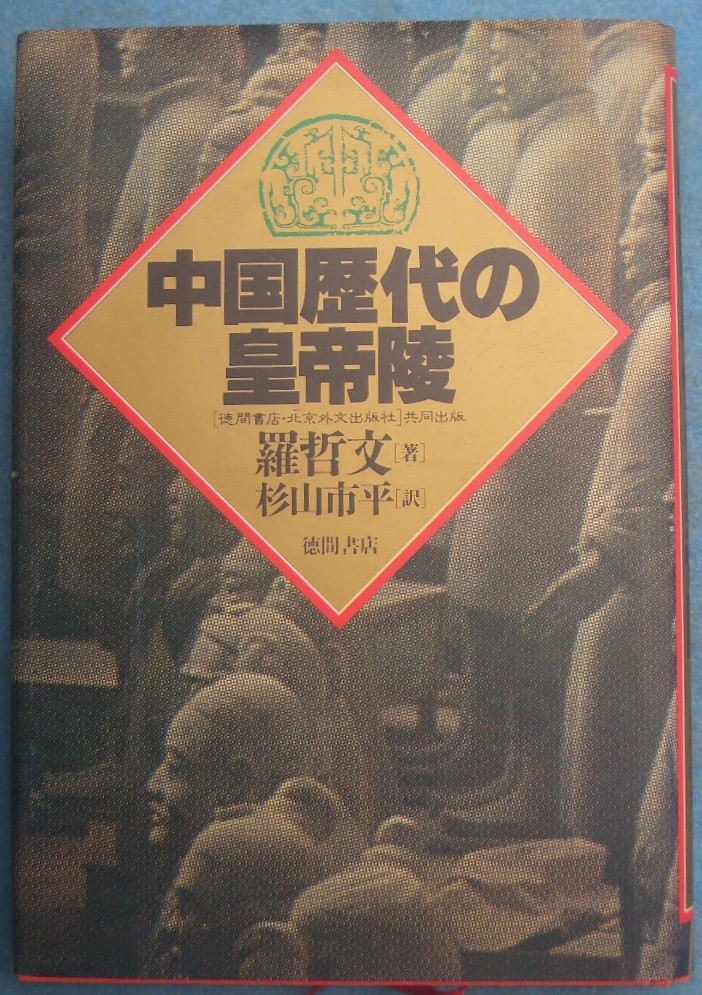 中国歴代の
皇帝陵
[徳間書店・北京外文出版社]共同出版
羅哲文[著]
杉山市平[訳]
徳間書店